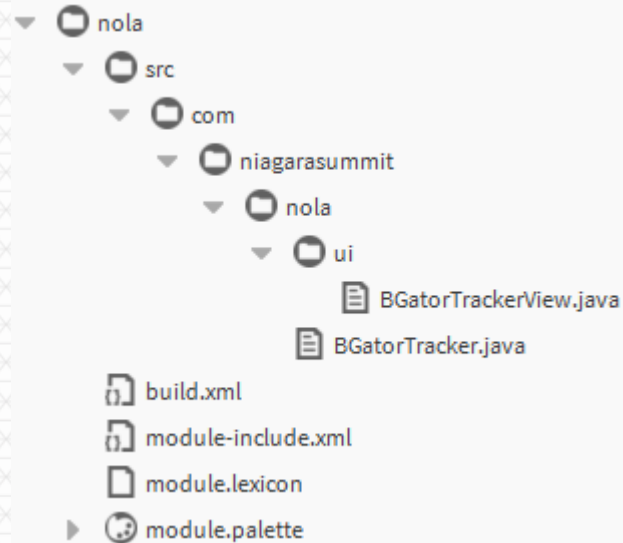 nola
src
com
niagarasummit
nola
ui
BGatorTrackerView.java
BGatorTracker.java
build.xml
module-include.xml
module.lexicon
module.palette